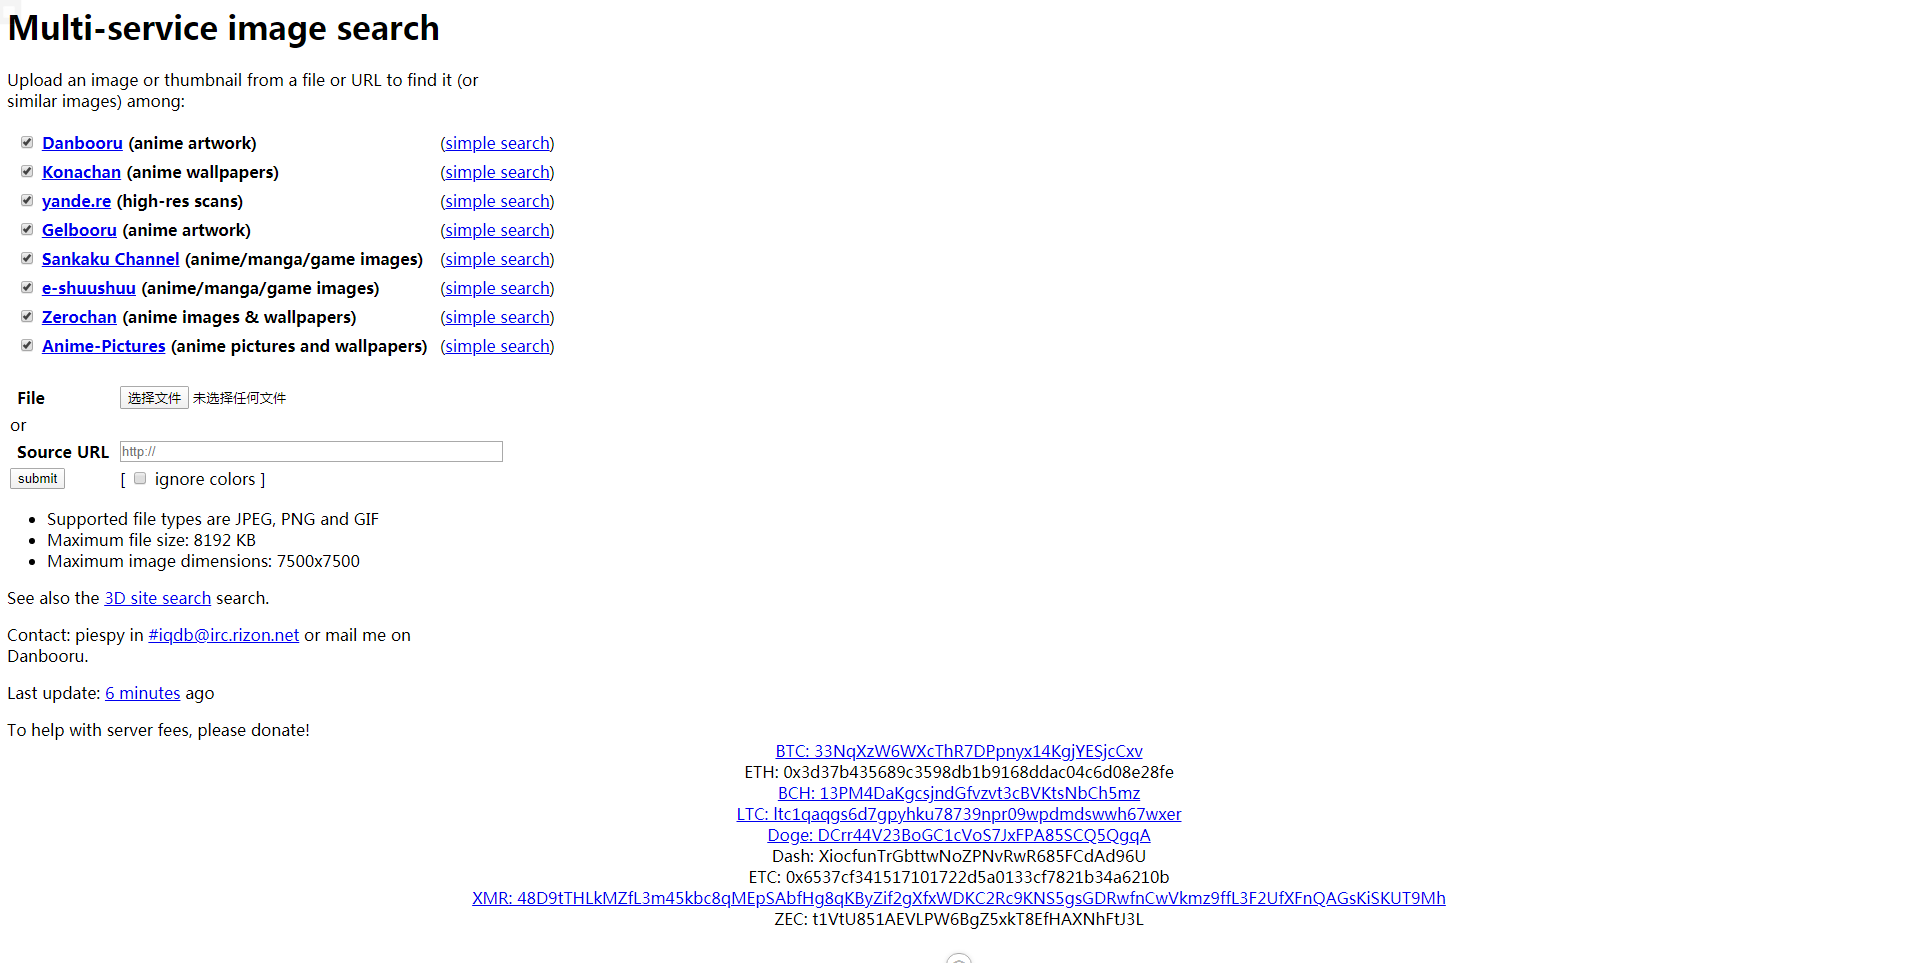 Multi-service image search
Upload an image or thumbnail from a file or URL to find it (or
similar images) among:
Danbooru (anime artwork) (simple search)
Konachan (anime wallpapers) (simple search)
yande.re (high-res scans) (simple search)
Gelbooru (anime artwork) (simple search)
Sankaku Channel (anime/manga/game images) (simple search)
e-shuushuu (anime/manga/game images) (simple search)
Zerochan (anime images & wallpapers) (simple search)
Anime-Pictures (anime pictures and wallpapers) (simple search)
File 选择文件 未选择任何文件
or
Source URL http://
submit [ ignore colors ]
• Supported file types are JPEG, PNG and GIF
• Maximum file size: 8192 KB
• Maximum image dimensions: 7500x7500
See also the 3D site search search.
Contact: piespy in #iqdb@irc.rizon.net or mail me on
Danbooru.
Last update: 6 minutes ago
To help with server fees, please donate!
BTC: 33NqXzW6WXcThR7DPpnyx14KgjYESjcCxv
ETH: 0x3d37b435689c3598db1b9168ddac04c6d08e28fe
BCH: 13PM4DaKgcsjndGfvzvt3cBVKtsNbCh5mz
LTC: ltc1qaqgs6d7gpyhku78739npr09wpdmdswwh67wxer
Doge: DCrr44V23BoGC1cVoS7JxFPA85SCQ5QgqA
Dash: XiocfunTrGbttwNoZPNvRwR685FCdAd96U
ETC: 0x6537cf341517101722d5a0133cf7821b34a6210b
XMR: 48D9tTHLkMZfL3m45kbc8qMEpSAbfHg8qKByZif2gXfxWDKC2Rc9KNS5gsGDRwfnCwVkmz9ffL3F2UfXFnQAGsKiSKUT9Mh
ZEC: t1VtU851AEVLPW6BgZ5xkT8EfHAXNhFtJ3L